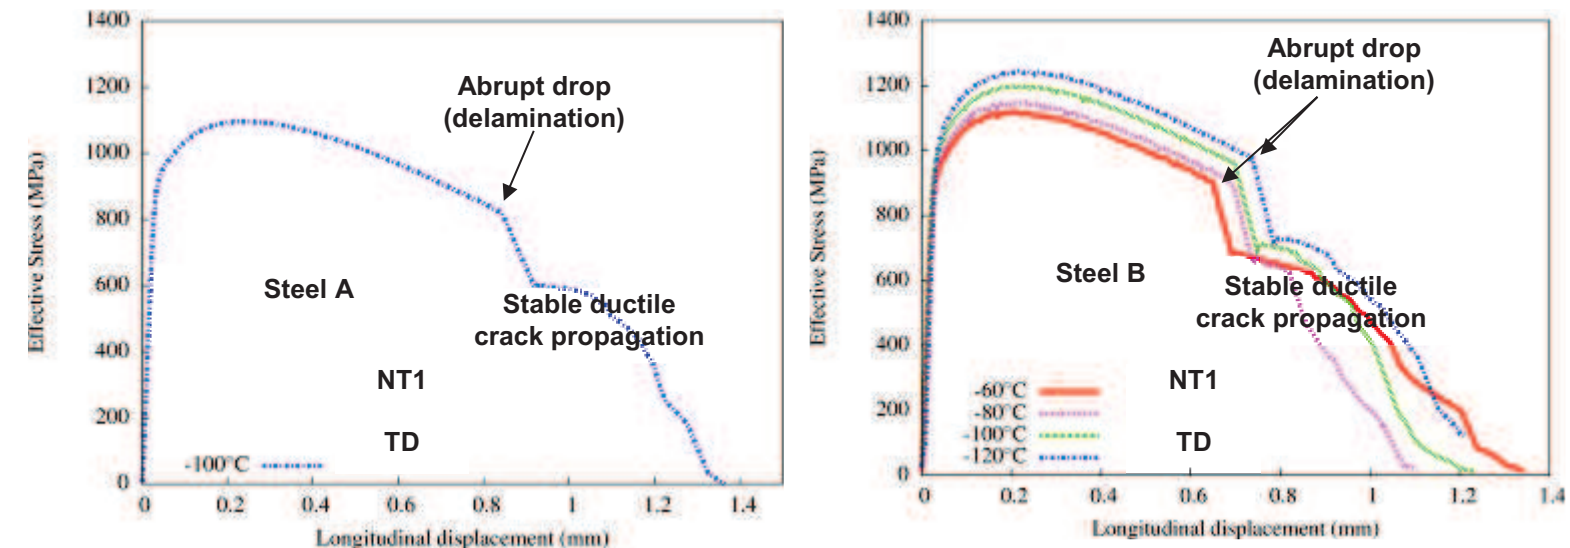 1400
1200
1000
800
600
400
200
0
Effective Stress (MPa)
Abrupt drop
(delamination)
Steel A
Stable ductile
crack propagation
NT1
TD
-100°C
0 0.2 0.4 0.6 0.8 1 1.2 1.4
Longitudinal displacement (mm)
1400
1200
1000
800
600
400
200
0
Effective Stress (MPa)
Abrupt drop
(delamination)
Steel B
Stable ductile
crack propagation
NT1
TD
-60°C
-80°C
-100°C
-120°C
0 0.2 0.4 0.6 0.8 1 1.2 1.4
Longitudinal displacement (mm)